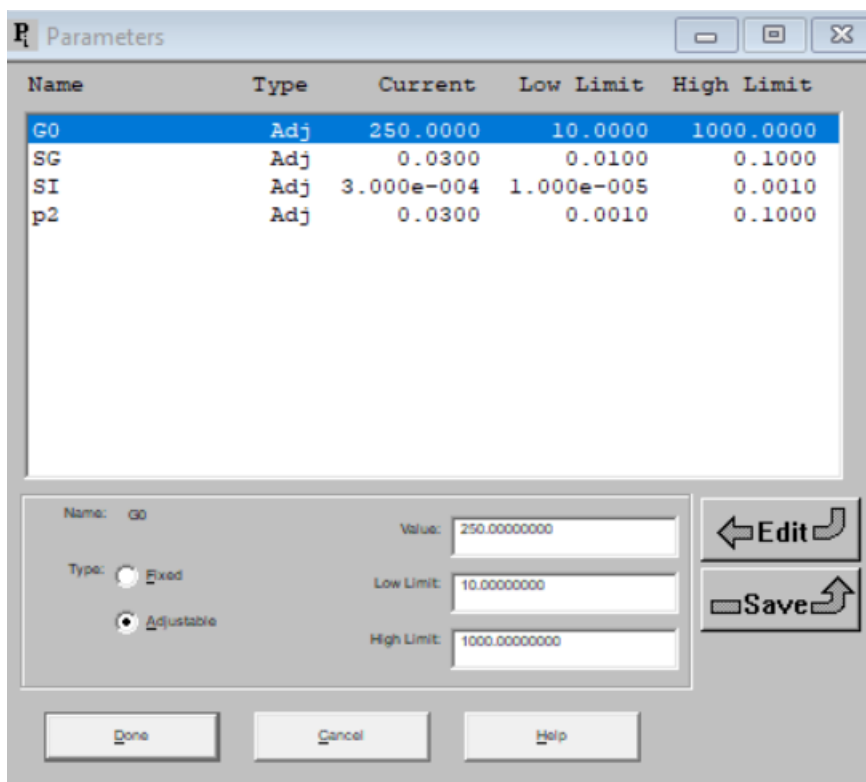 Pi Parameters
Name Type Current Low Limit High Limit
G0 Adj 250.0000 10.0000 1000.0000
SG Adj 0.0300 0.0100 0.1000
SI Adj 3.000e-004 1.000e-005 0.0010
p2 Adj 0.0300 0.0010 0.1000
Name: G0
Value: 250.00000000
Type: Fixed
Low Limit: 10.00000000
Adjustable
High Limit: 1000.00000000
Edit
Save
Done Cancel Help